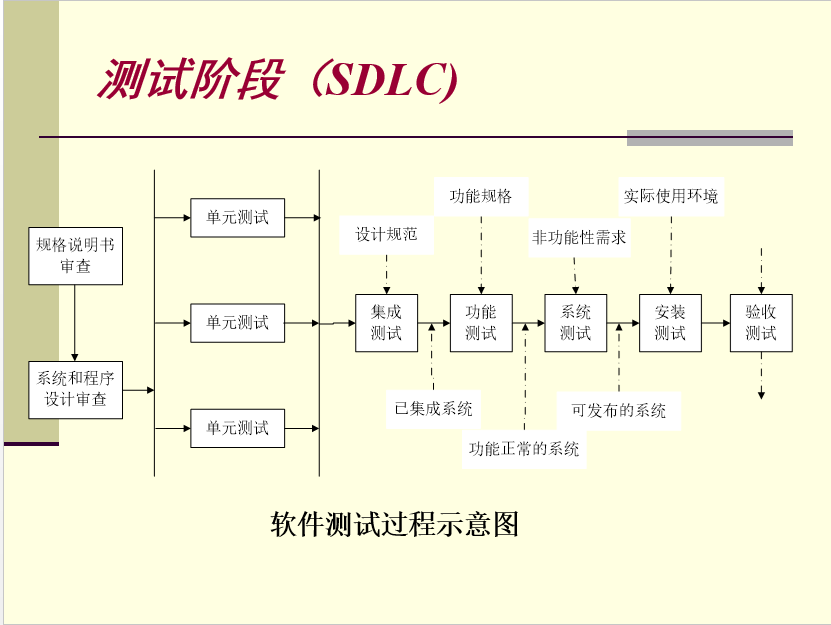 测试阶段（SDLC)
功能规格
实际使用环境
单元测试
设计规范
非功能性需求
规格说明书
审查
集成
测试
功能
测试
系统
测试
安装
测试
验收
测试
单元测试
系统和程序
设计审查
已集成系统
可发布的系统
单元测试
功能正常的系统
软件测试过程示意图